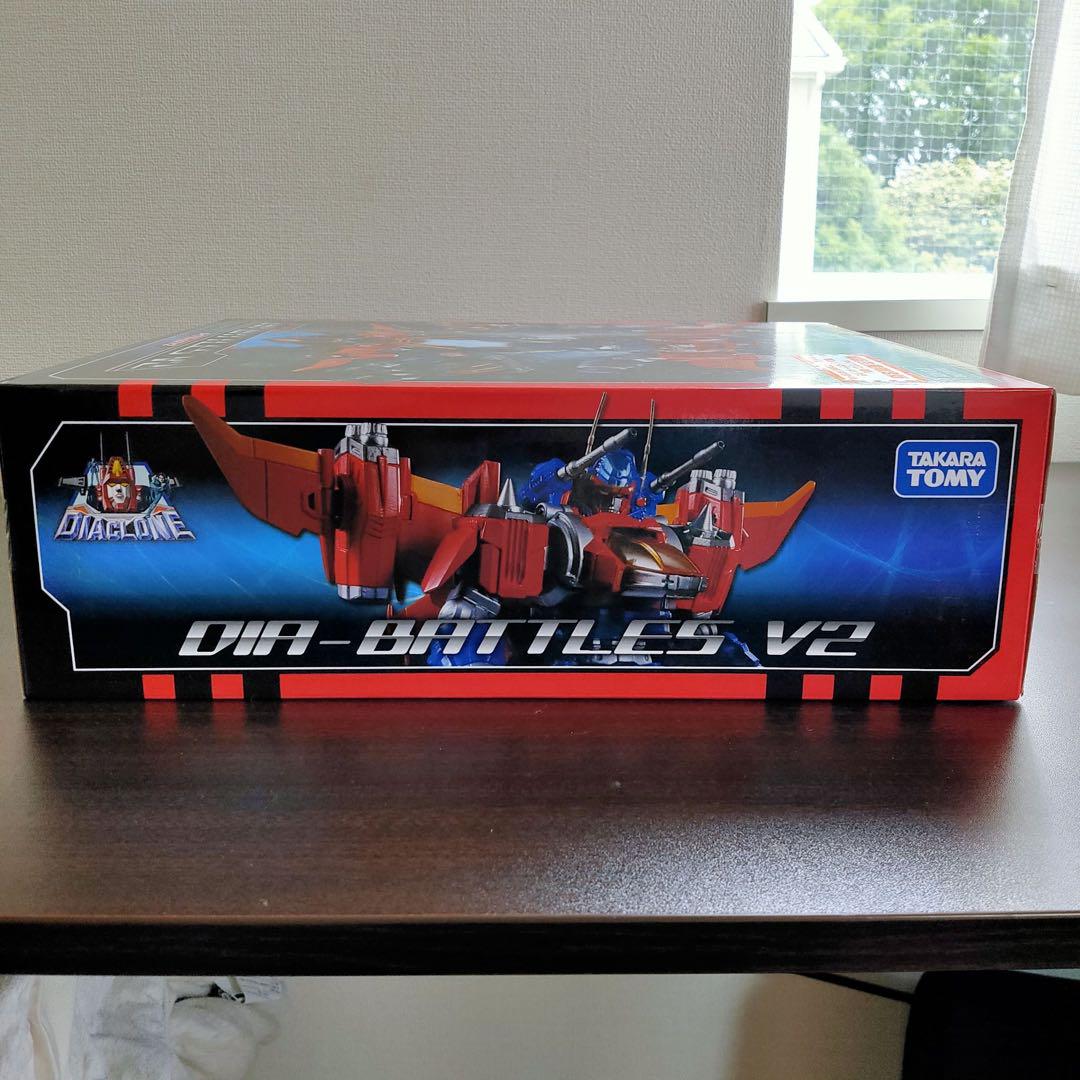 DIACLONE
TAKARA
TOMY
DIA-BATTLES V2